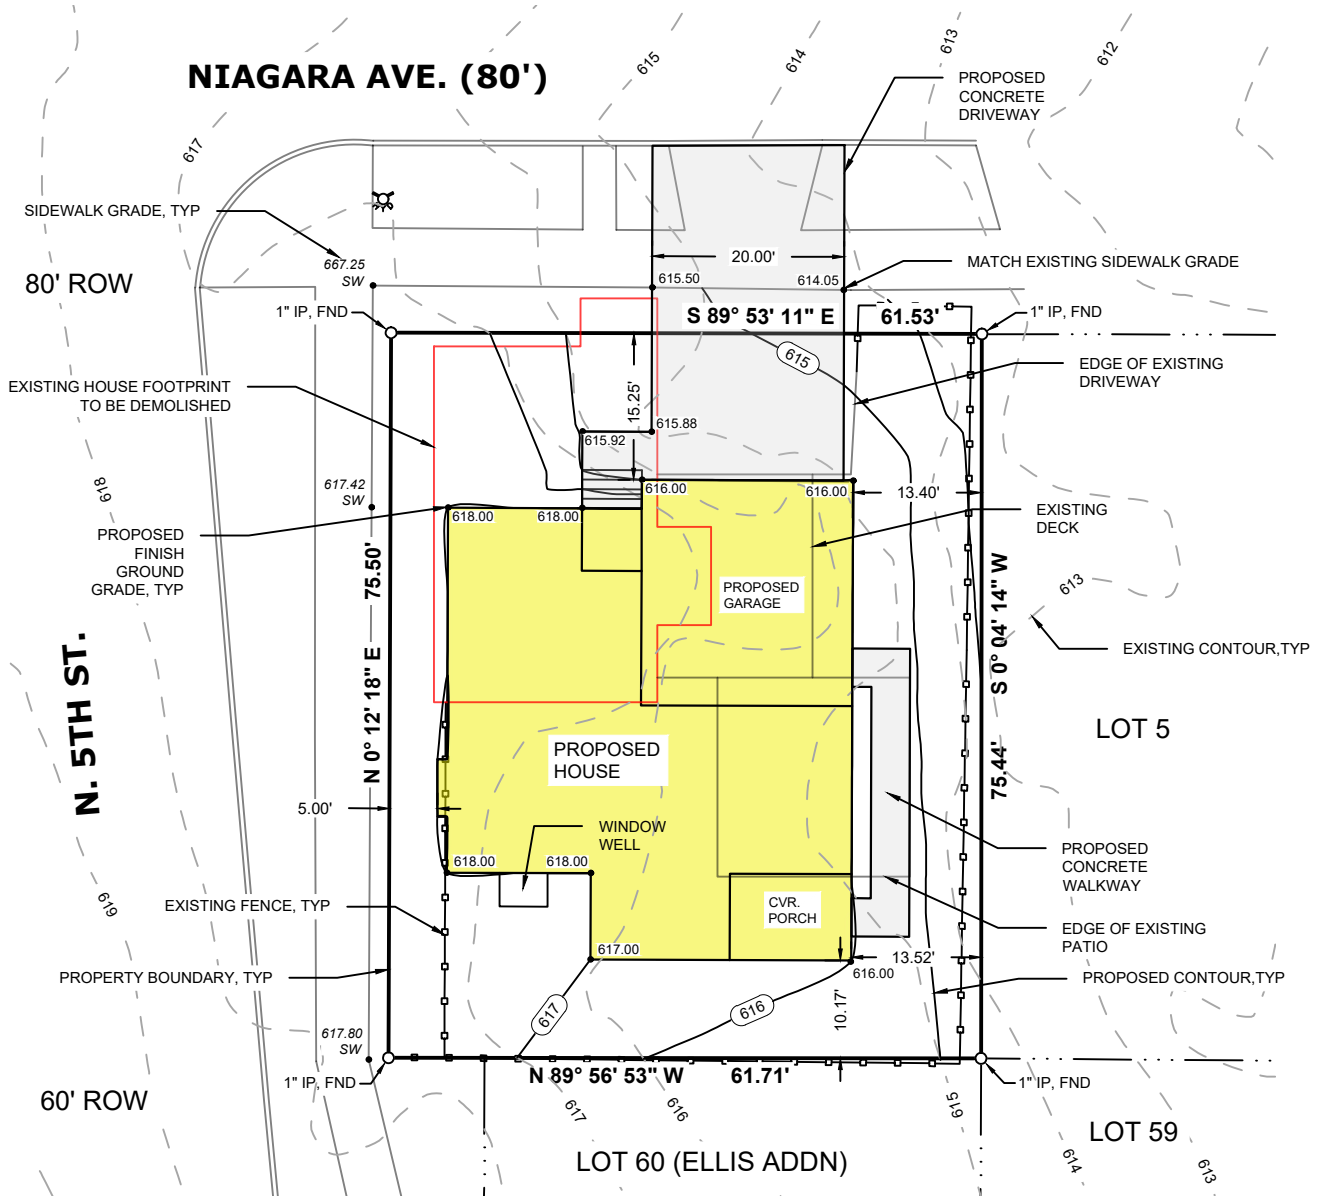 NIAGARA AVE. (80')
615
614
613
612
617
PROPOSED
CONCRETE
DRIVEWAY
SIDEWALK GRADE, TYP
667.25
SW
80' ROW
20.00'
615.50
614.05
MATCH EXISTING SIDEWALK GRADE
1" IP, FND
S 89° 53' 11" E
61.53'
1" IP, FND
615
EXISTING HOUSE FOOTPRINT
TO BE DEMOLISHED
15.25'
EDGE OF EXISTING
DRIVEWAY
615.92
615.88
618
617.42
SW
616.00
616.00
13.40'
618.00
618.00
EXISTING
DECK
PROPOSED
FINISH
GROUND
GRADE, TYP
N 0° 12' 18" E
75.50'
PROPOSED
GARAGE
S 0° 04' 14" W
75.44'
613
EXISTING CONTOUR,TYP
N. 5TH ST.
LOT 5
PROPOSED
HOUSE
5.00'
WINDOW
WELL
PROPOSED
CONCRETE
WALKWAY
618.00
618.00
619
EXISTING FENCE, TYP
CVR.
PORCH
EDGE OF EXISTING
PATIO
617.00
13.52'
616.00
PROPERTY BOUNDARY, TYP
PROPOSED CONTOUR,TYP
617
616
10.17'
617.80
SW
1" IP, FND
N 89° 56' 53" W
61.71'
1" IP, FND
60' ROW
617
616
615
LOT 59
614
613
LOT 60 (ELLIS ADDN)